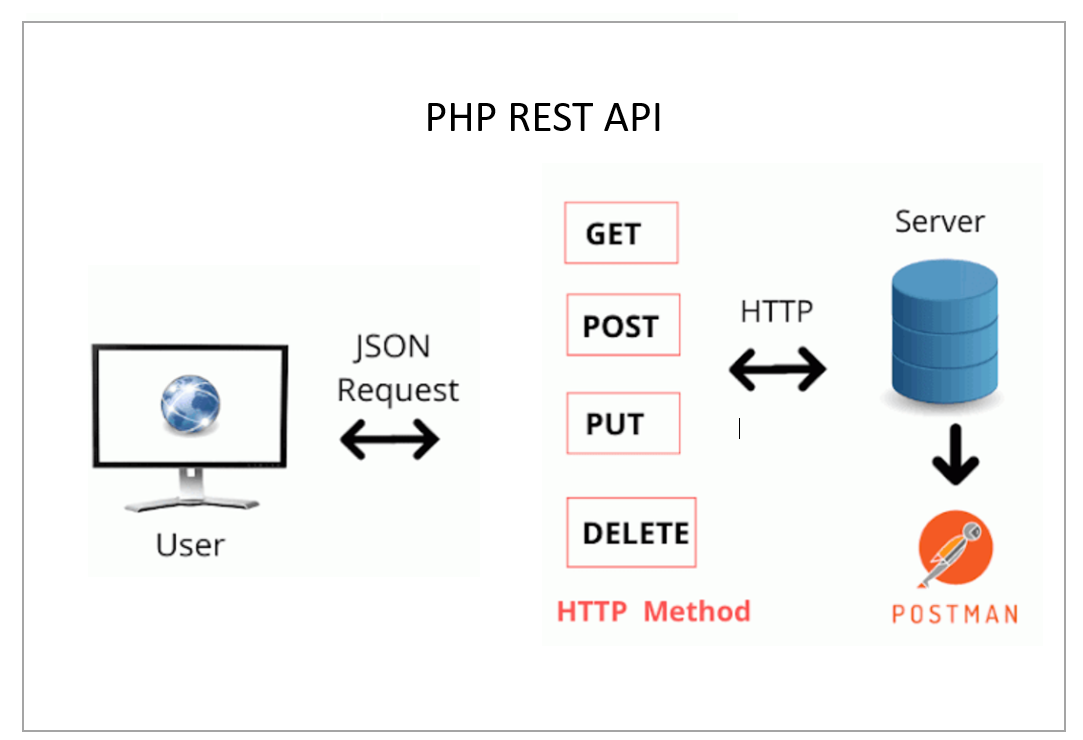 PHP REST API
JSON
Request
User
GET
POST
PUT
DELETE
HTTP Method
HTTP
Server
POSTMAN